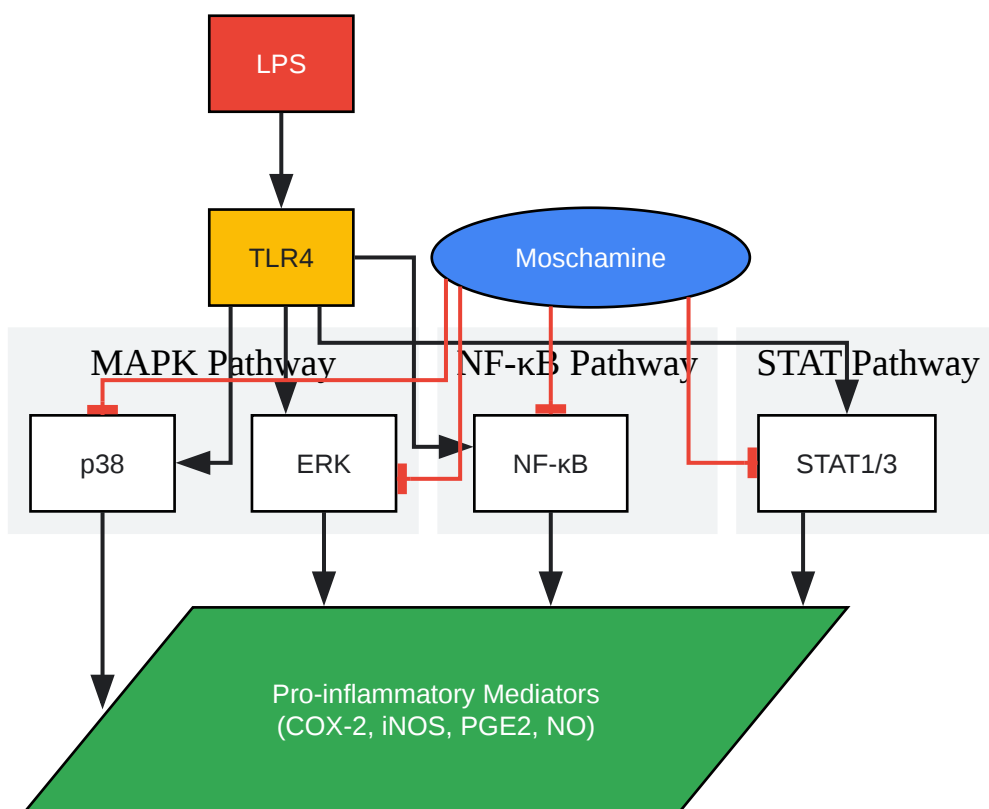 LPS
TLR4
Moschamine
MAPK Pathway
NF-κB Pathway
STAT Pathway
p38
ERK
NF-κB
STAT1/3
Pro-inflammatory Mediators
(COX-2, iNOS, PGE2, NO)